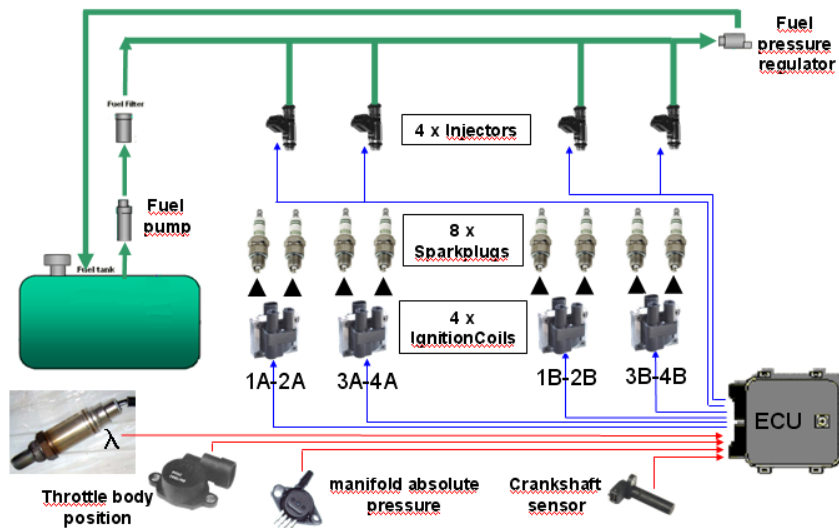 Fuel
pressure
regulator
Fuel Filter
4 x Injectors
Fuel
pump
8 x
Sparkplugs
Fuel tank
4 x
IgnitionCoils
1A-2A
3A-4A
1B-2B
3B-4B
ECU
λ
Throttle body
position
manifold absolute
pressure
Crankshaft
sensor